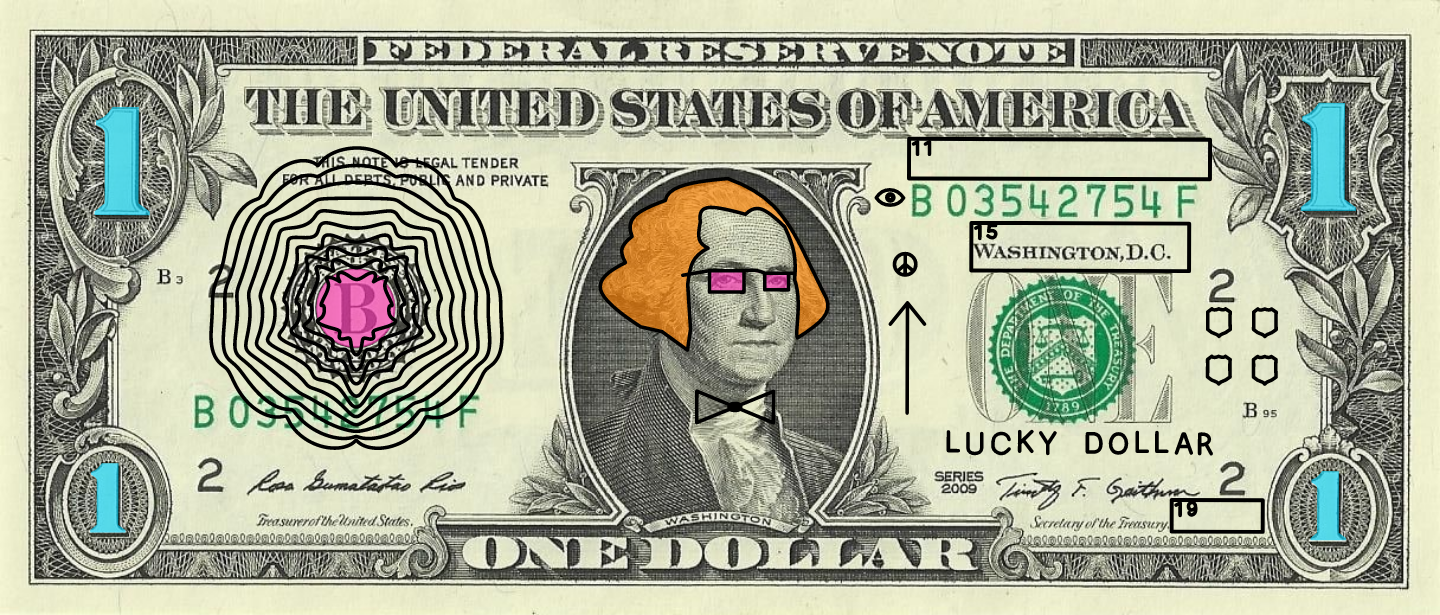 FEDERAL RESERVE NOTE
THE UNITED STATES OF AMERICA
1
1
11
THIS NOTE IS LEGAL TENDER
FOR ALL DEBTS, PUBLIC AND PRIVATE
B 03542754 F
15
WASHINGTON, D.C.
B 3
2
B
2
ONE
THE DEPARTMENT OF THE TREASURY
1789
B 03542754 F
B 95
LUCKY DOLLAR
2
Rosa Gumataotao Rios
SERIES
2009
Timothy F. Geithner
2
19
1
Treasurer of the United States.
WASHINGTON
Secretary of the Treasury.
1
ONE DOLLAR